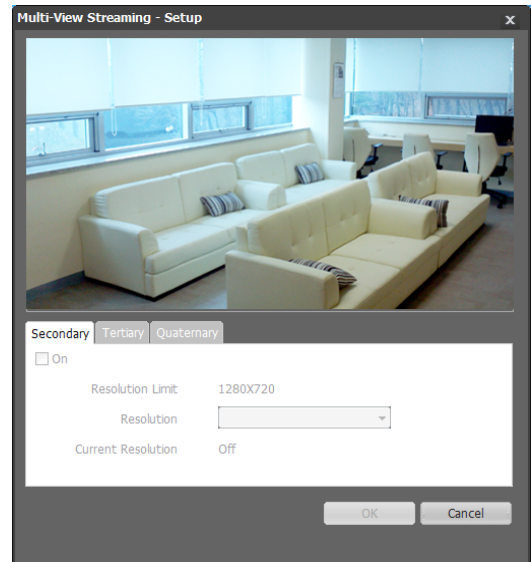 Multi-View Streaming - Setup x
Secondary Tertiary Quaternary
On
Resolution Limit 1280X720
Resolution
Current Resolution Off
OK Cancel